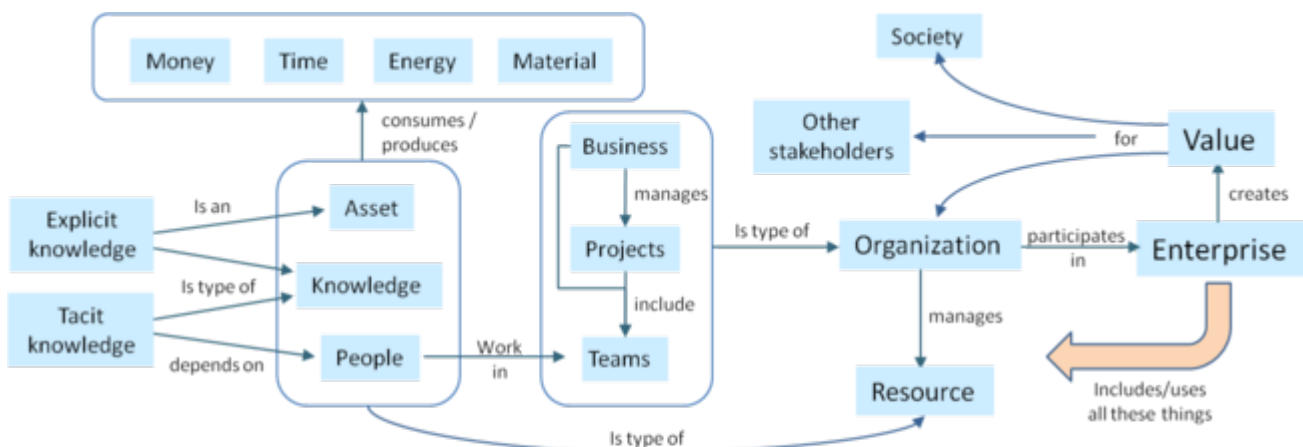 Society
Money
Time
Energy
Material
consumes /
produces
Other
stakeholders
for
Value
Business
manages
creates
Is an
Asset
Explicit
knowledge
Projects
Is type of
Organization
participates
in
Enterprise
Is type of
Knowledge
include
manages
Tacit
knowledge
depends on
People
Work
in
Teams
Resource
Includes/uses
all these things
Is type of